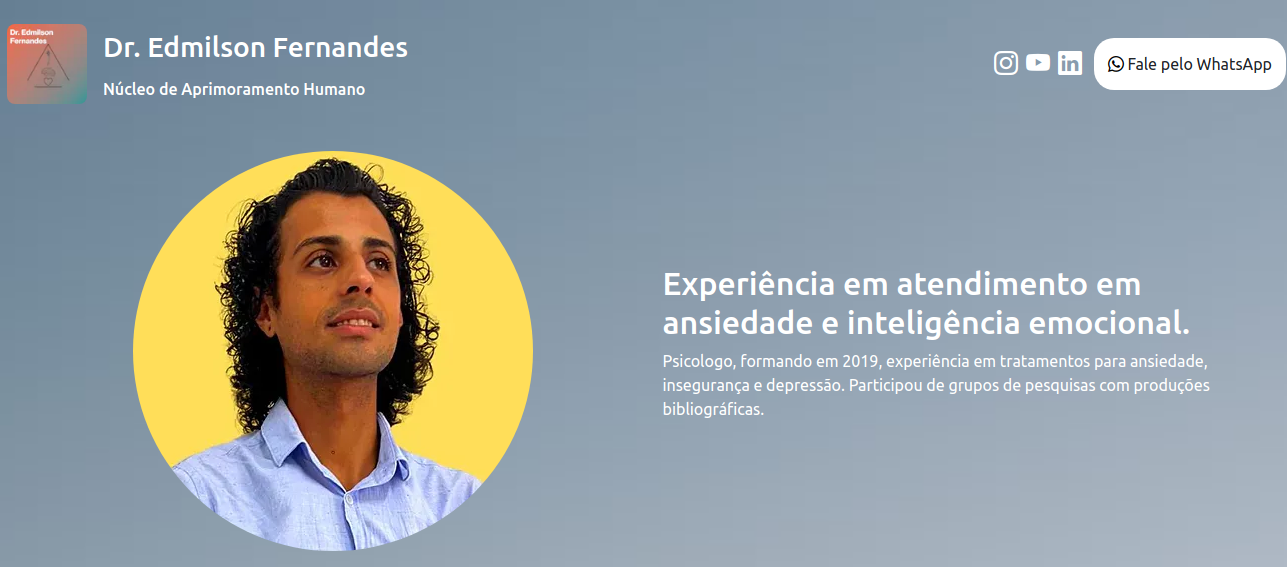 Dr. Edmilson
Fernandes
Dr. Edmilson Fernandes
Núcleo de Aprimoramento Humano
Fale pelo WhatsApp
Experiência em atendimento em
ansiedade e inteligência emocional.
Psicologo, formando em 2019, experiência em tratamentos para ansiedade,
insegurança e depressão. Participou de grupos de pesquisas com produções
bibliográficas.